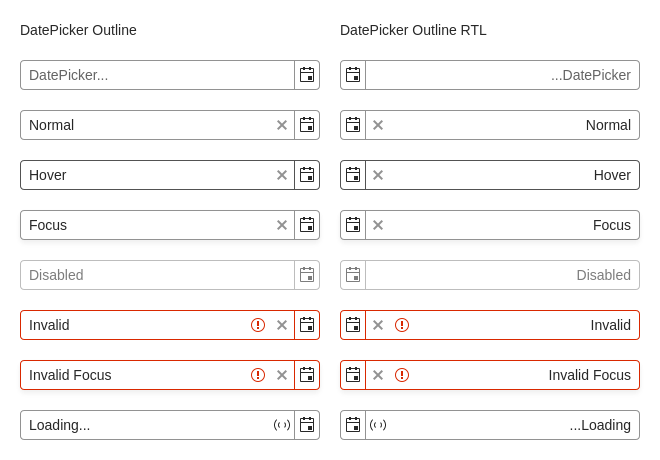 DatePicker Outline
DatePicker Outline RTL
DatePicker...
...DatePicker
Normal
Normal
Hover
Hover
Focus
Focus
Disabled
Disabled
Invalid
Invalid
Invalid Focus
Invalid Focus
Loading...
...Loading